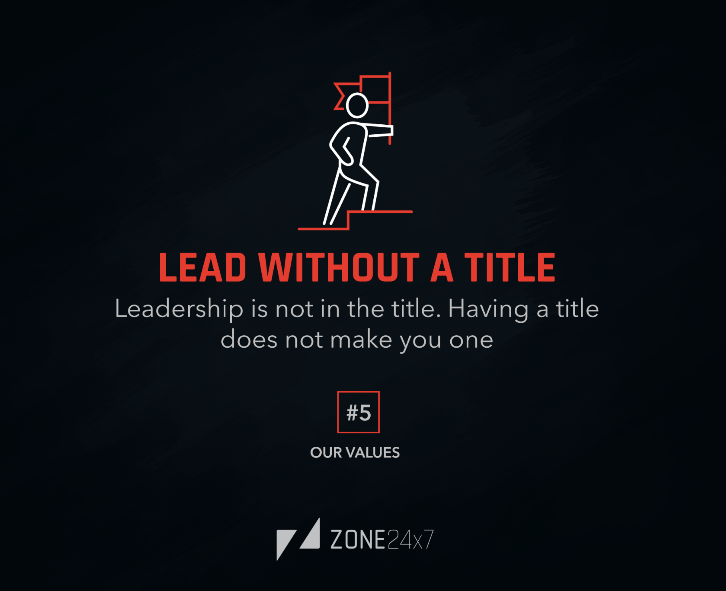 LEAD WITHOUT A TITLE
Leadership is not in the title. Having a title
does not make you one
#5
OUR VALUES
ZONE24x7